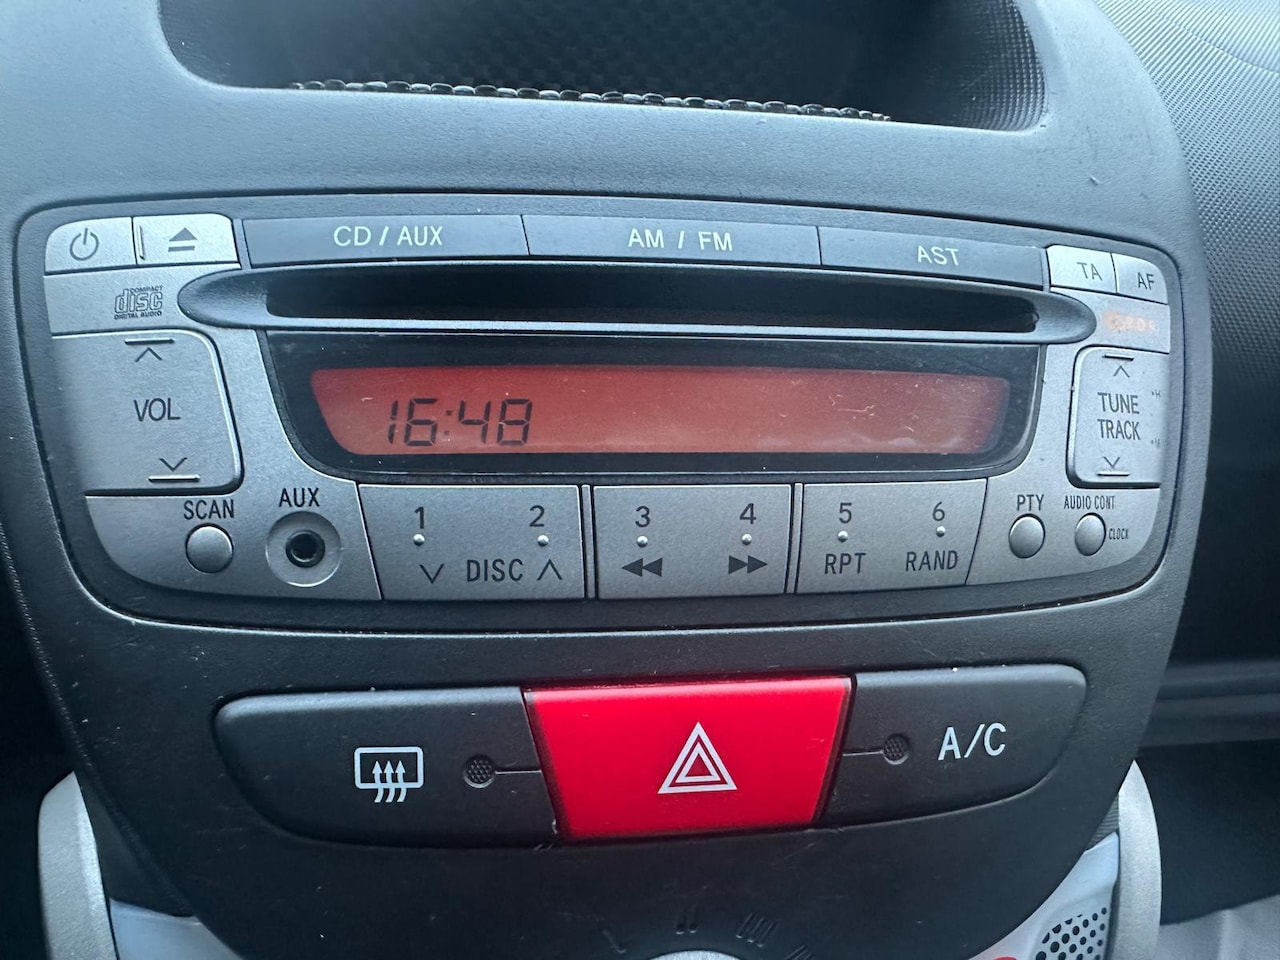 CD / AUX
AM / FM
AST
TA
AF
COMPACT
disc
DIGITAL AUDIO
VOL
16:48
TUNE
TRACK
H
M
SCAN
AUX
1
2
DISC
3
4
5
RPT
6
RAND
PTY
AUDIO CONT
CLOCK
A/C